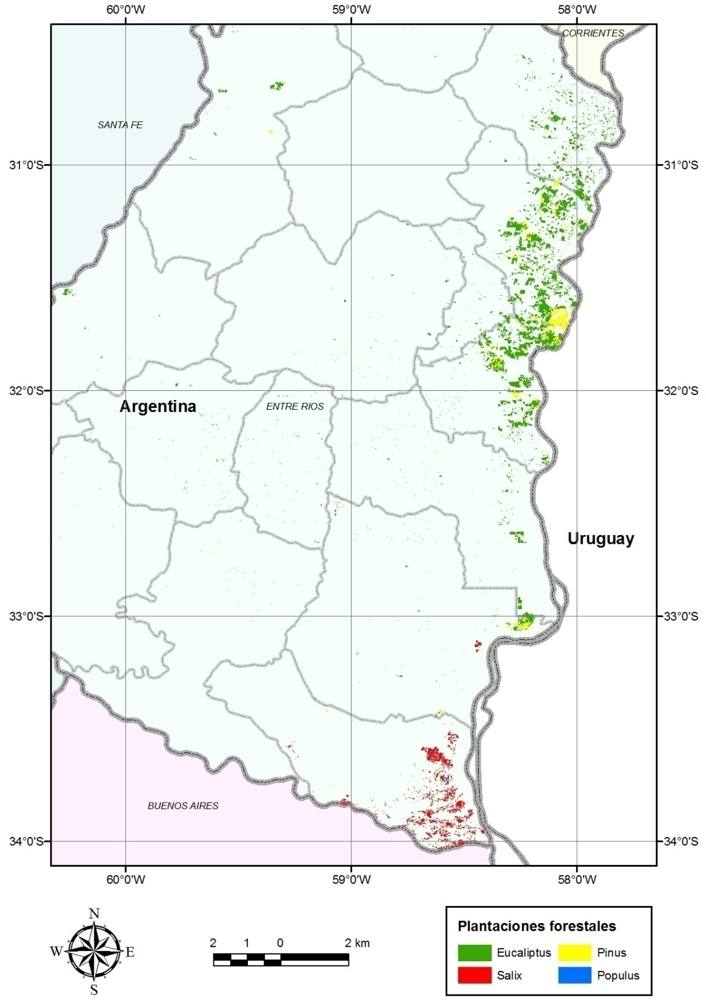 60°0'W 59°0'W 58°0'W
CORRIENTES
SANTA FE
31°0'S 31°0'S
32°0'S 32°0'S
Argentina
ENTRE RIOS
Uruguay
33°0'S 33°0'S
BUENOS AIRES
34°0'S 34°0'S
60°0'W 59°0'W 58°0'W
N
W E
S
2 1 0 2 km
Plantaciones forestales
Eucaliptus Pinus
Salix Populus